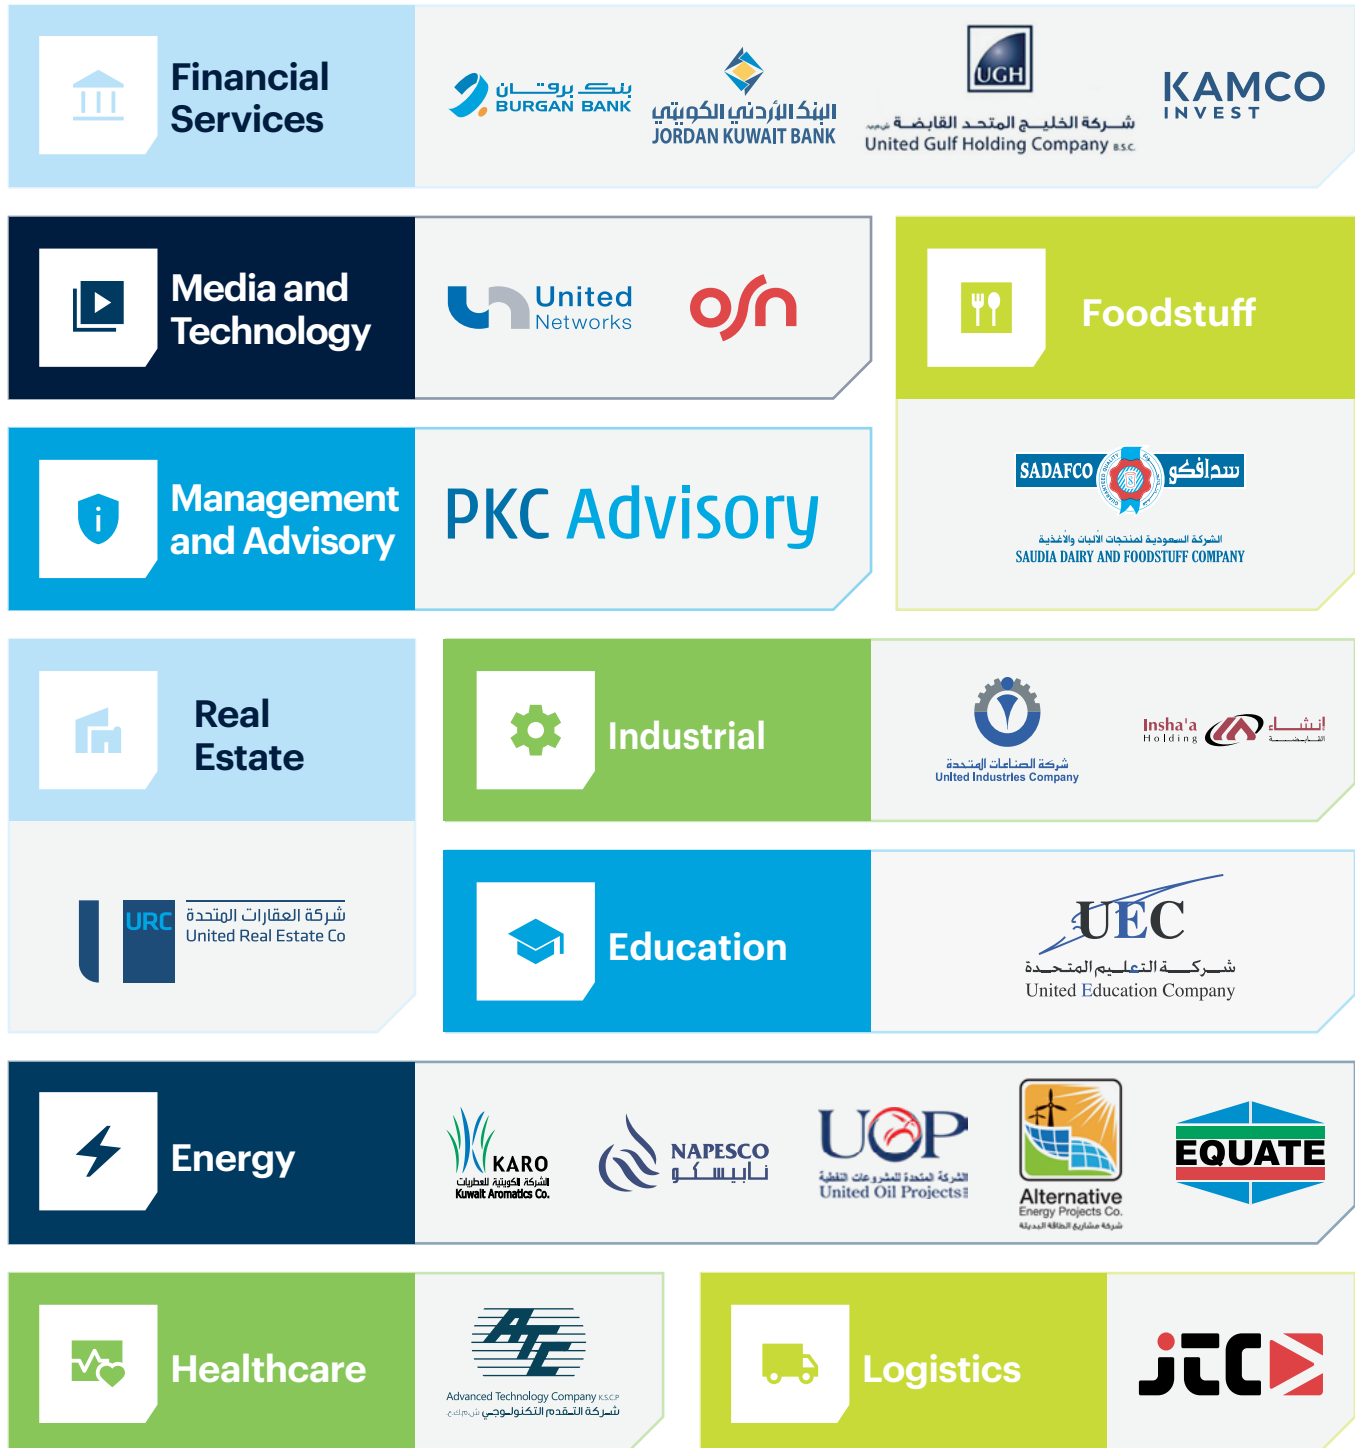 Financial
Services
بنك برقان
BURGAN BANK
البنك الأردني الكويتي
JORDAN KUWAIT BANK
UGH
شركة الخليج المتحد القابضة ش.م.ب.
United Gulf Holding Company B.S.C.
KAMCO
INVEST
Media and
Technology
United
Networks
osn
Foodstuff
SADAFCO
سدافكو
GUARANTEED QUALITY
الشركة السعودية لمنتجات الألبان والأغذية
SAUDIA DAIRY AND FOODSTUFF COMPANY
Management
and Advisory
PKC Advisory
Real
Estate
URC
شركة العقارات المتحدة
United Real Estate Co
Industrial
شركة الصناعات المتحدة
United Industries Company
Insha'a
Holding
إنشاء
القابضة
Education
UEC
شركة التعليم المتحدة
United Education Company
Energy
KARO
الشركة الكويتية للعطريات
Kuwait Aromatics Co.
NAPESCO
نابيسكو
UOP
الشركة المتحدة للمشروعات النفطية
United Oil Projects
Alternative
Energy Projects Co.
شركة مشاريع الطاقة البديلة
EQUATE
Healthcare
ATC
Advanced Technology Company K.S.C.P
شركة التقدم التكنولوجي ش.م.ك.ع.
Logistics
JTC